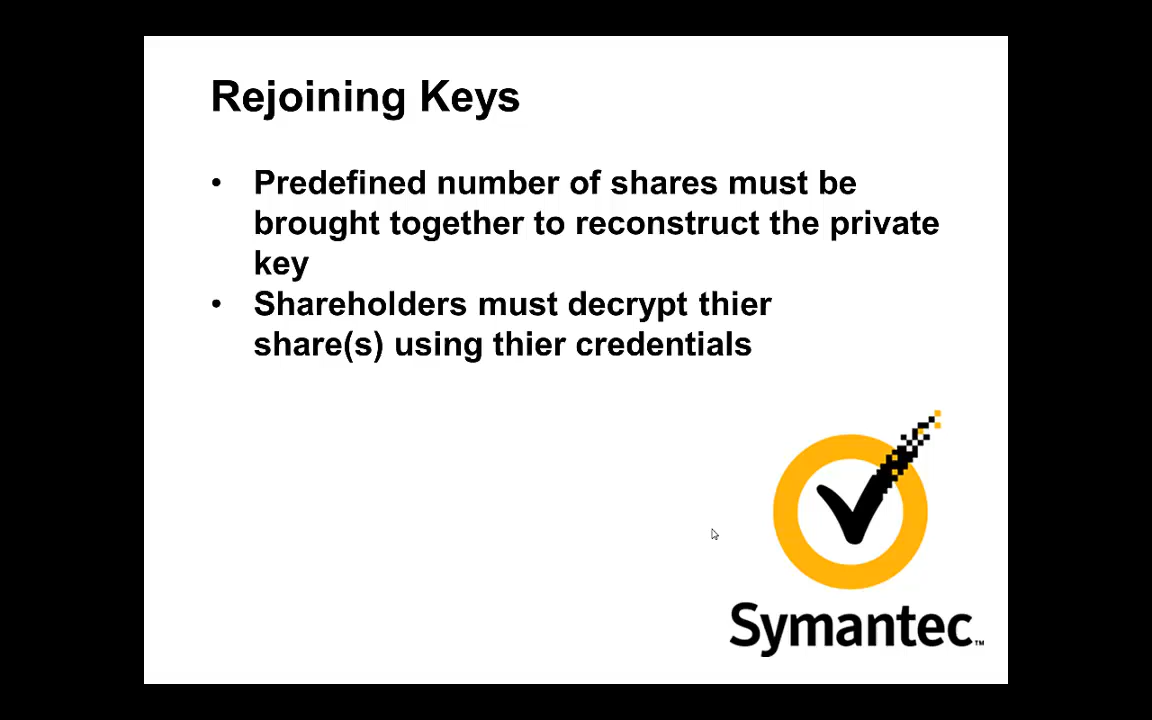 Rejoining Keys
• Predefined number of shares must be
brought together to reconstruct the private
key
• Shareholders must decrypt thier
share(s) using thier credentials
Symantec™